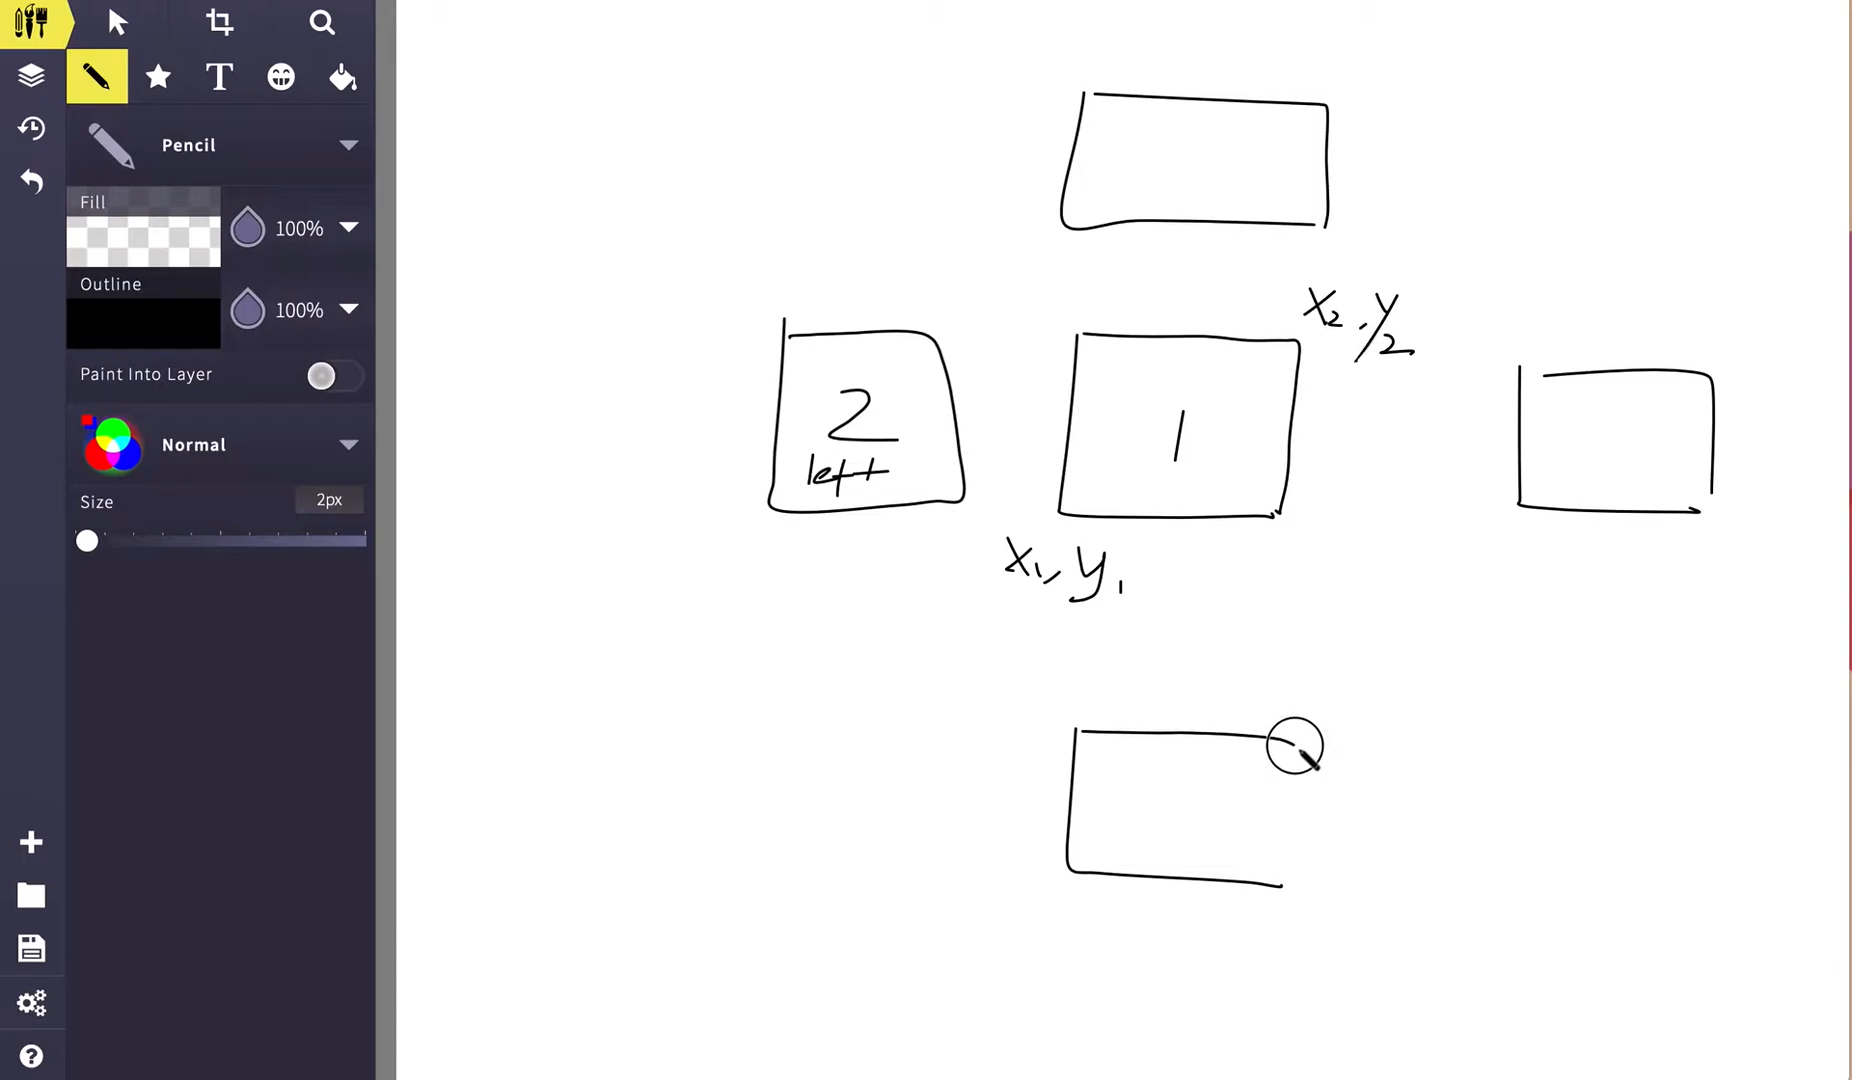 T
Pencil
Fill
100%
Outline
100%
Paint Into Layer
Normal
Size
2px
X2, Y2
2
left
1
X1, y1